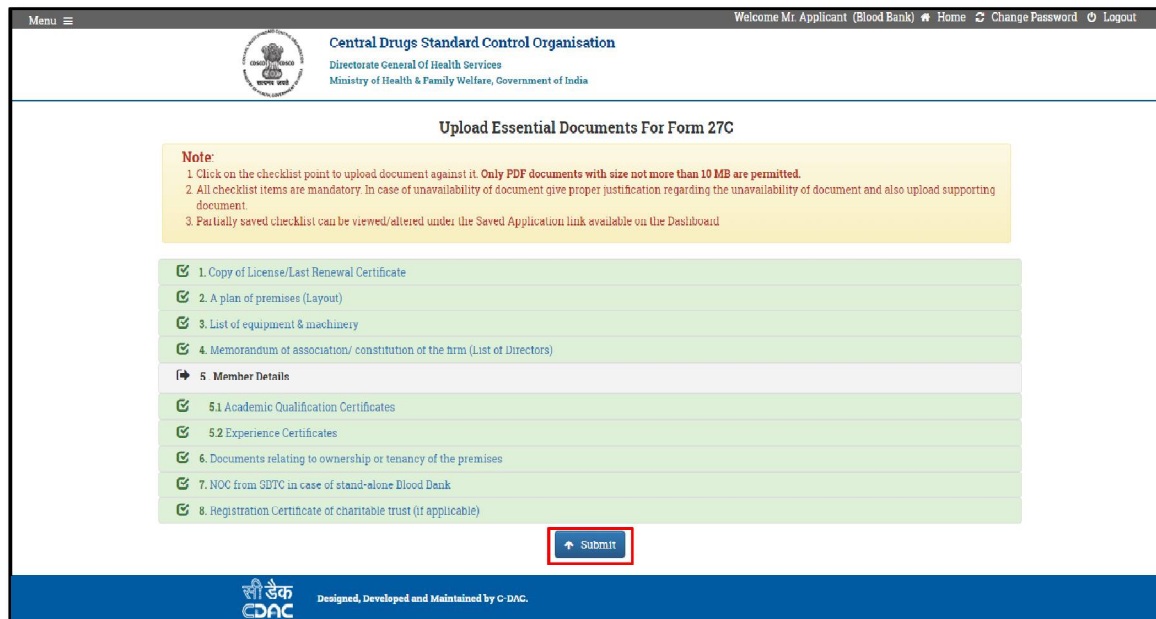 Menu
Welcome Mr. Applicant (Blood Bank) Home Change Password Logout
Central Drugs Standard Control Organisation
Directorate General Of Health Services
Ministry of Health & Family Welfare, Government of India
CDSCO CDSCO
Upload Essential Documents For Form 27C
Note:
1. Click on the checklist point to upload document against it. Only PDF documents with size not more than 10 MB are permitted.
2. All checklist items are mandatory. In case of unavailability of document give proper justification regarding the unavailability of document and also upload supporting
document.
3. Partially saved checklist can be viewed/altered under the Saved Application link available on the Dashboard
1. Copy of License/Last Renewal Certificate
2. A plan of premises (Layout)
3. List of equipment & machinery
4. Memorandum of association/ constitution of the firm (List of Directors)
5 Member Details
5.1 Academic Qualification Certificates
5.2 Experience Certificates
6. Documents relating to ownership or tenancy of the premises
7. NOC from SBTC in case of stand-alone Blood Bank
8. Registration Certificate of charitable trust (if applicable)
Submit
सी डैक
CDAC
Designed, Developed and Maintained by C-DAC.